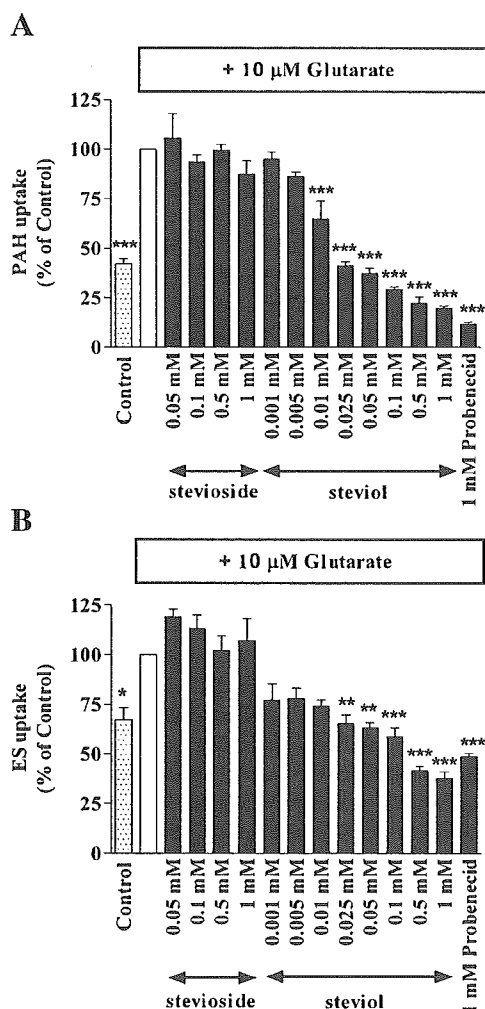 A
+ 10 μM Glutarate
PAH uptake
(% of Control)
125
100
75
50
25
0
***
***
***
***
***
***
***
***
Control
0.05 mM
0.1 mM
0.5 mM
1 mM
0.001 mM
0.005 mM
0.01 mM
0.025 mM
0.05 mM
0.1 mM
0.5 mM
1 mM
1 mM Probenecid
stevioside
steviol
B
+ 10 μM Glutarate
ES uptake
(% of Control)
125
100
75
50
25
0
*
**
**
***
***
***
***
Control
0.05 mM
0.1 mM
0.5 mM
1 mM
0.001 mM
0.005 mM
0.01 mM
0.025 mM
0.05 mM
0.1 mM
0.5 mM
1 mM
1 mM Probenecid
stevioside
steviol